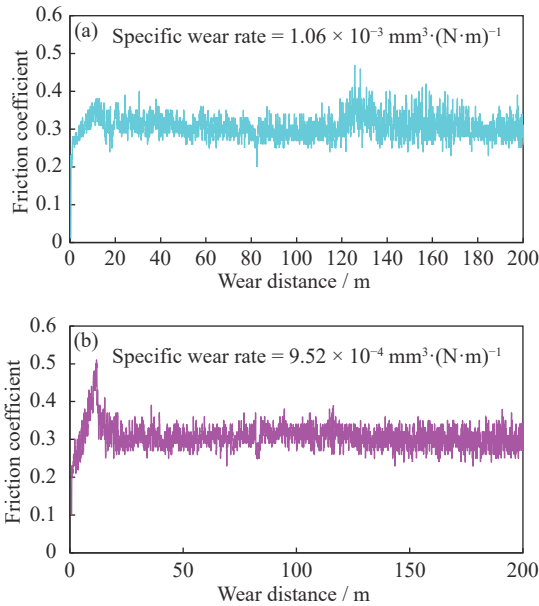 (a)
Specific wear rate = 1.06 × 10⁻³ mm³·(N·m)⁻¹
Friction coefficient
0.6
0.5
0.4
0.3
0.2
0.1
0
0 20 40 60 80 100 120 140 160 180 200
Wear distance / m
(b)
Specific wear rate = 9.52 × 10⁻⁴ mm³·(N·m)⁻¹
Friction coefficient
0.6
0.5
0.4
0.3
0.2
0.1
0
0 50 100 150 200
Wear distance / m